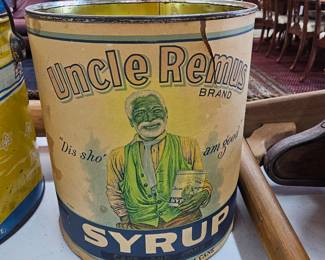 Uncle Remus
BRAND
"Dis sho' am good"
SYRUP